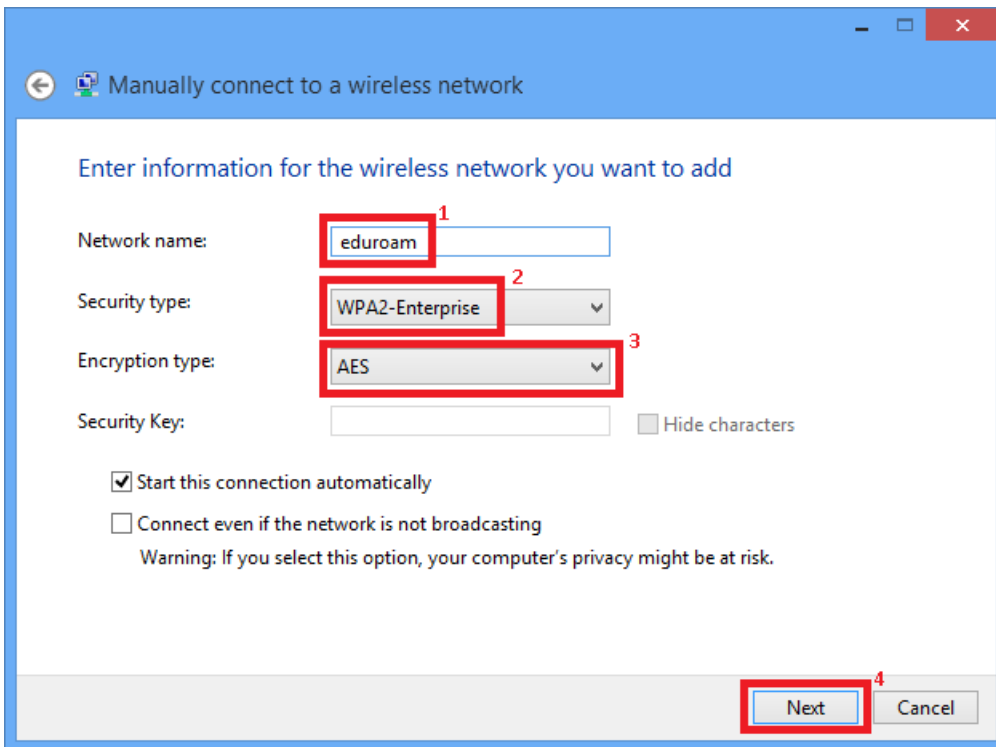 Manually connect to a wireless network
Enter information for the wireless network you want to add
1
Network name: eduroam
2
Security type: WPA2-Enterprise
3
Encryption type: AES
Security Key: Hide characters
Start this connection automatically
Connect even if the network is not broadcasting
Warning: If you select this option, your computer's privacy might be at risk.
4
Next Cancel